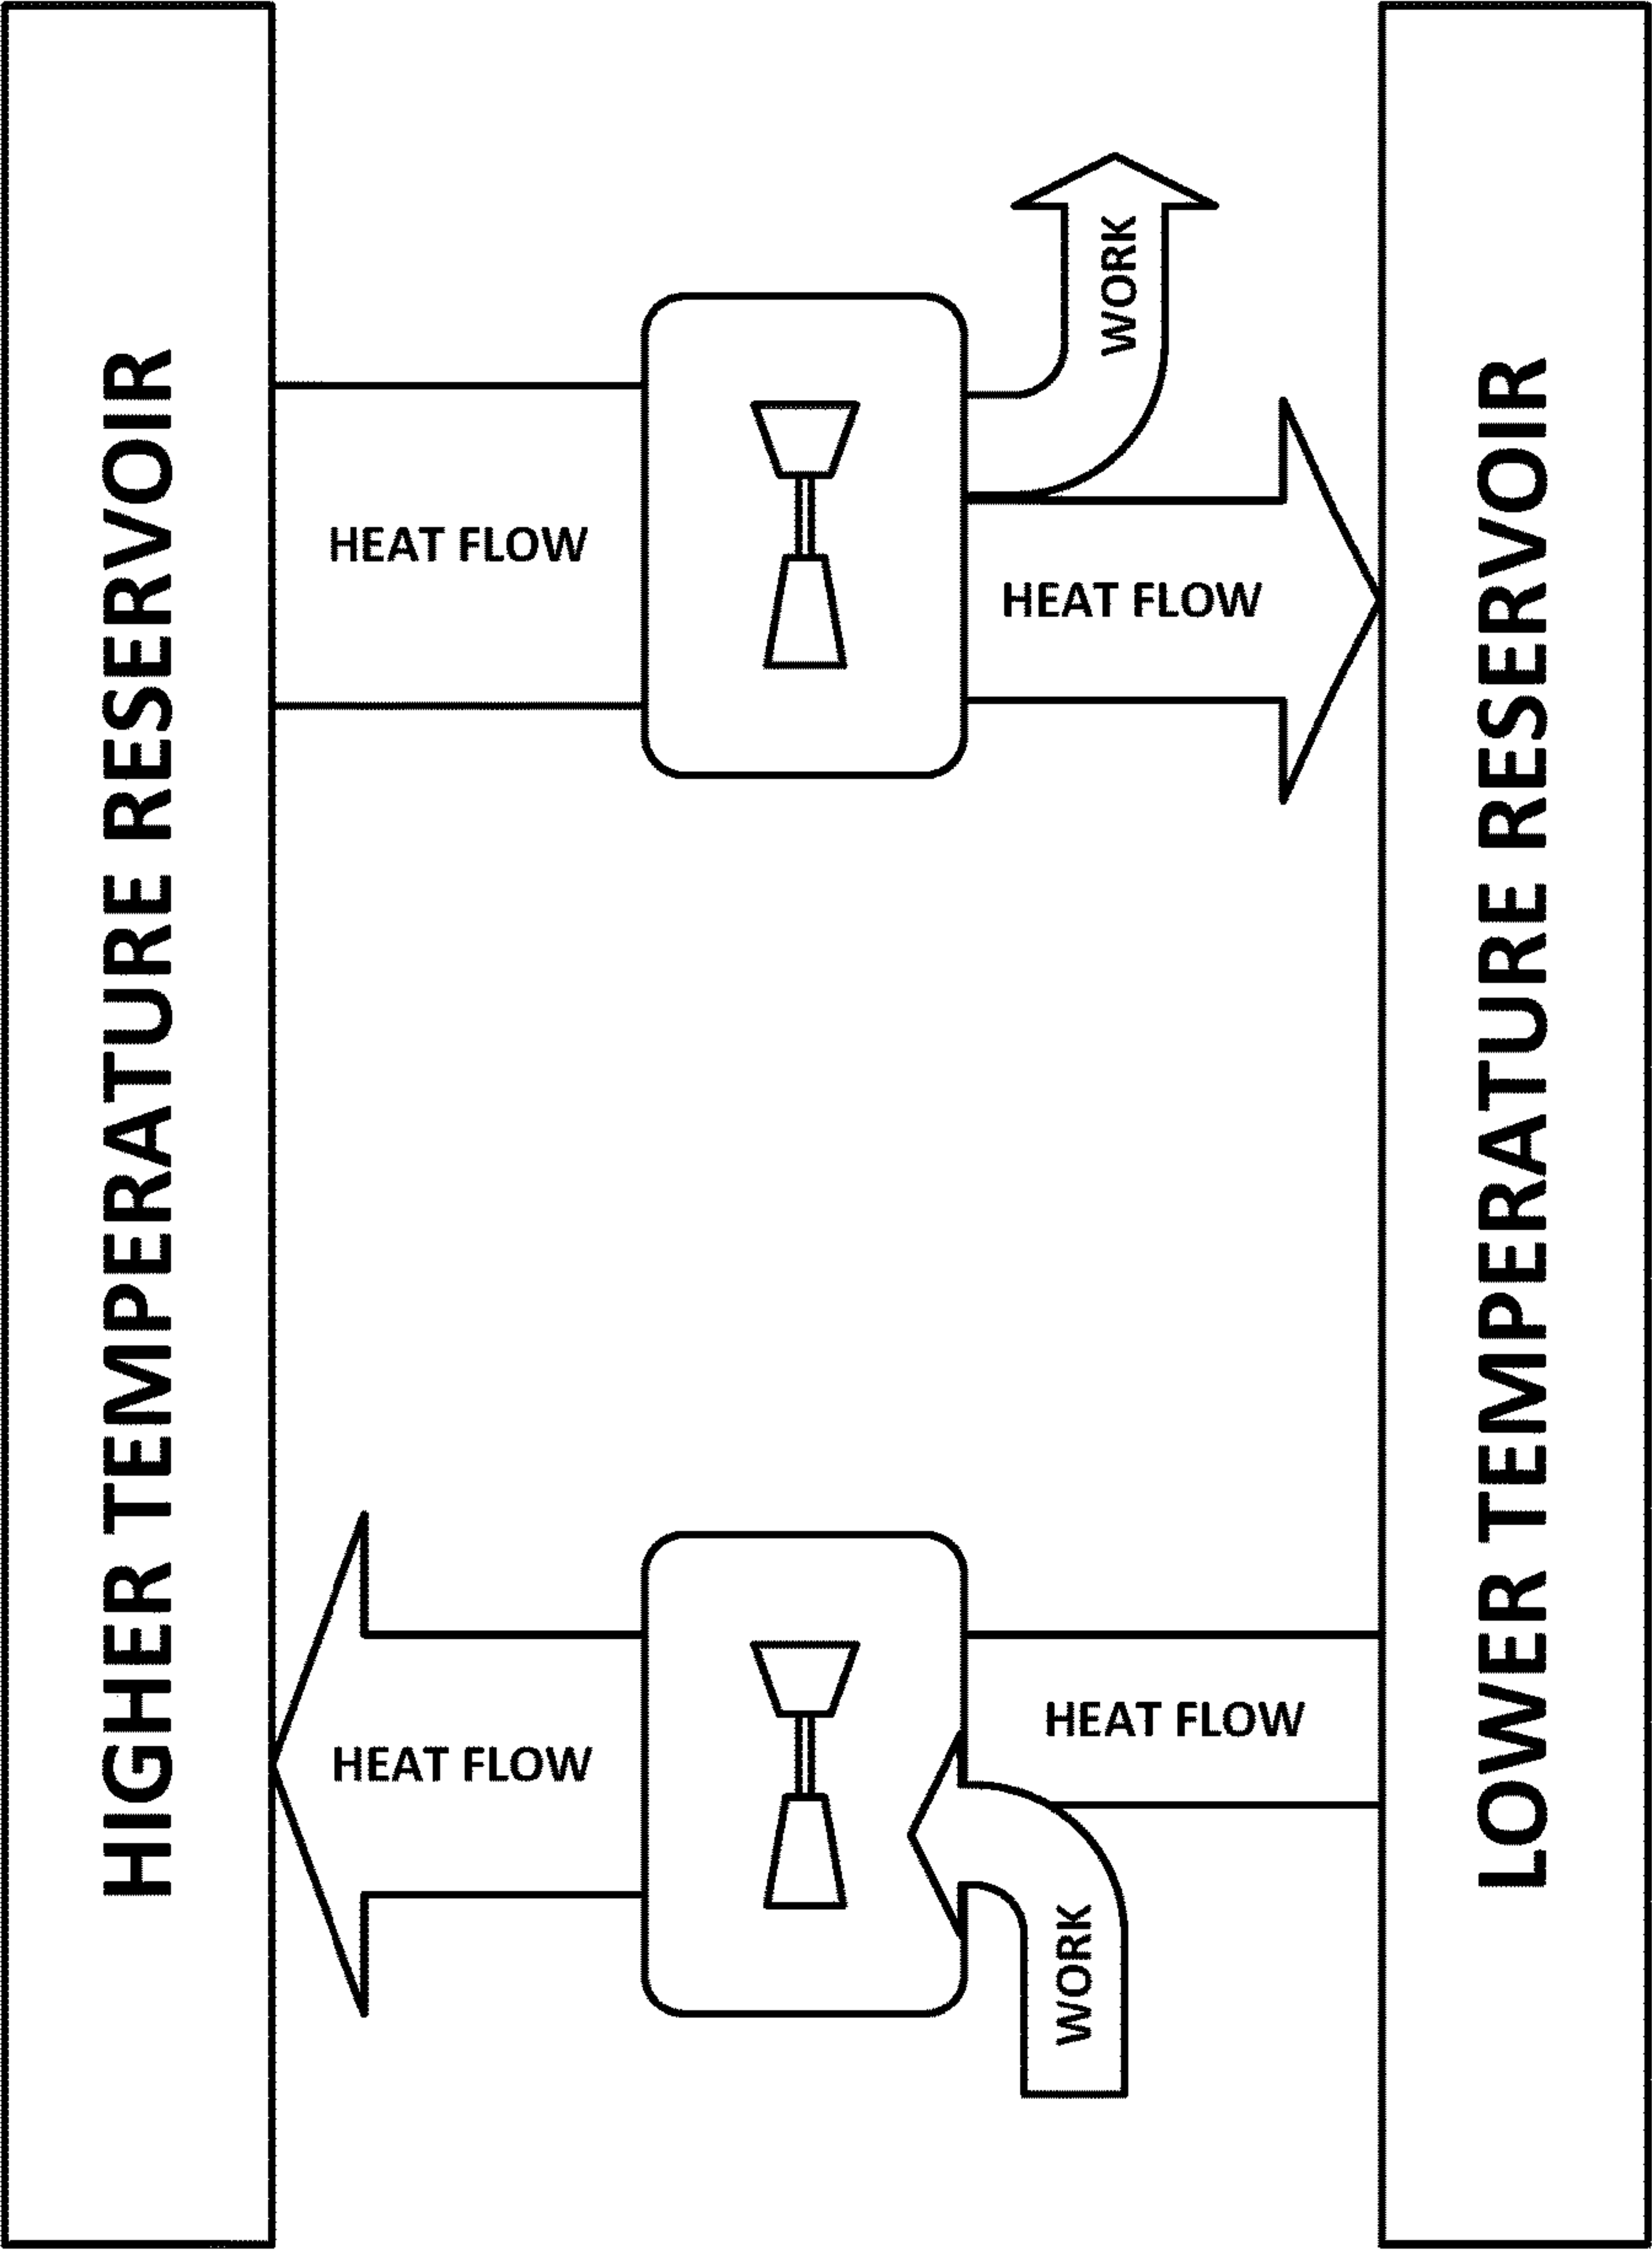 HIGHER TEMPERATURE RESERVOIR
HEAT FLOW
WORK
HEAT FLOW
HEAT FLOW
HEAT FLOW
WORK
LOWER TEMPERATURE RESERVOIR